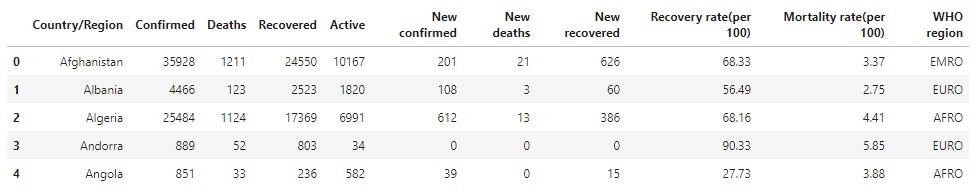 Country/Region Confirmed Deaths Recovered Active New confirmed New deaths New recovered Recovery rate(per 100) Mortality rate(per 100) WHO region
0 Afghanistan 35928 1211 24550 10167 201 21 626 68.33 3.37 EMRO
1 Albania 4466 123 2523 1820 108 3 60 56.49 2.75 EURO
2 Algeria 25484 1124 17369 6991 612 13 386 68.16 4.41 AFRO
3 Andorra 889 52 803 34 0 0 0 90.33 5.85 EURO
4 Angola 851 33 236 582 39 0 15 27.73 3.88 AFRO